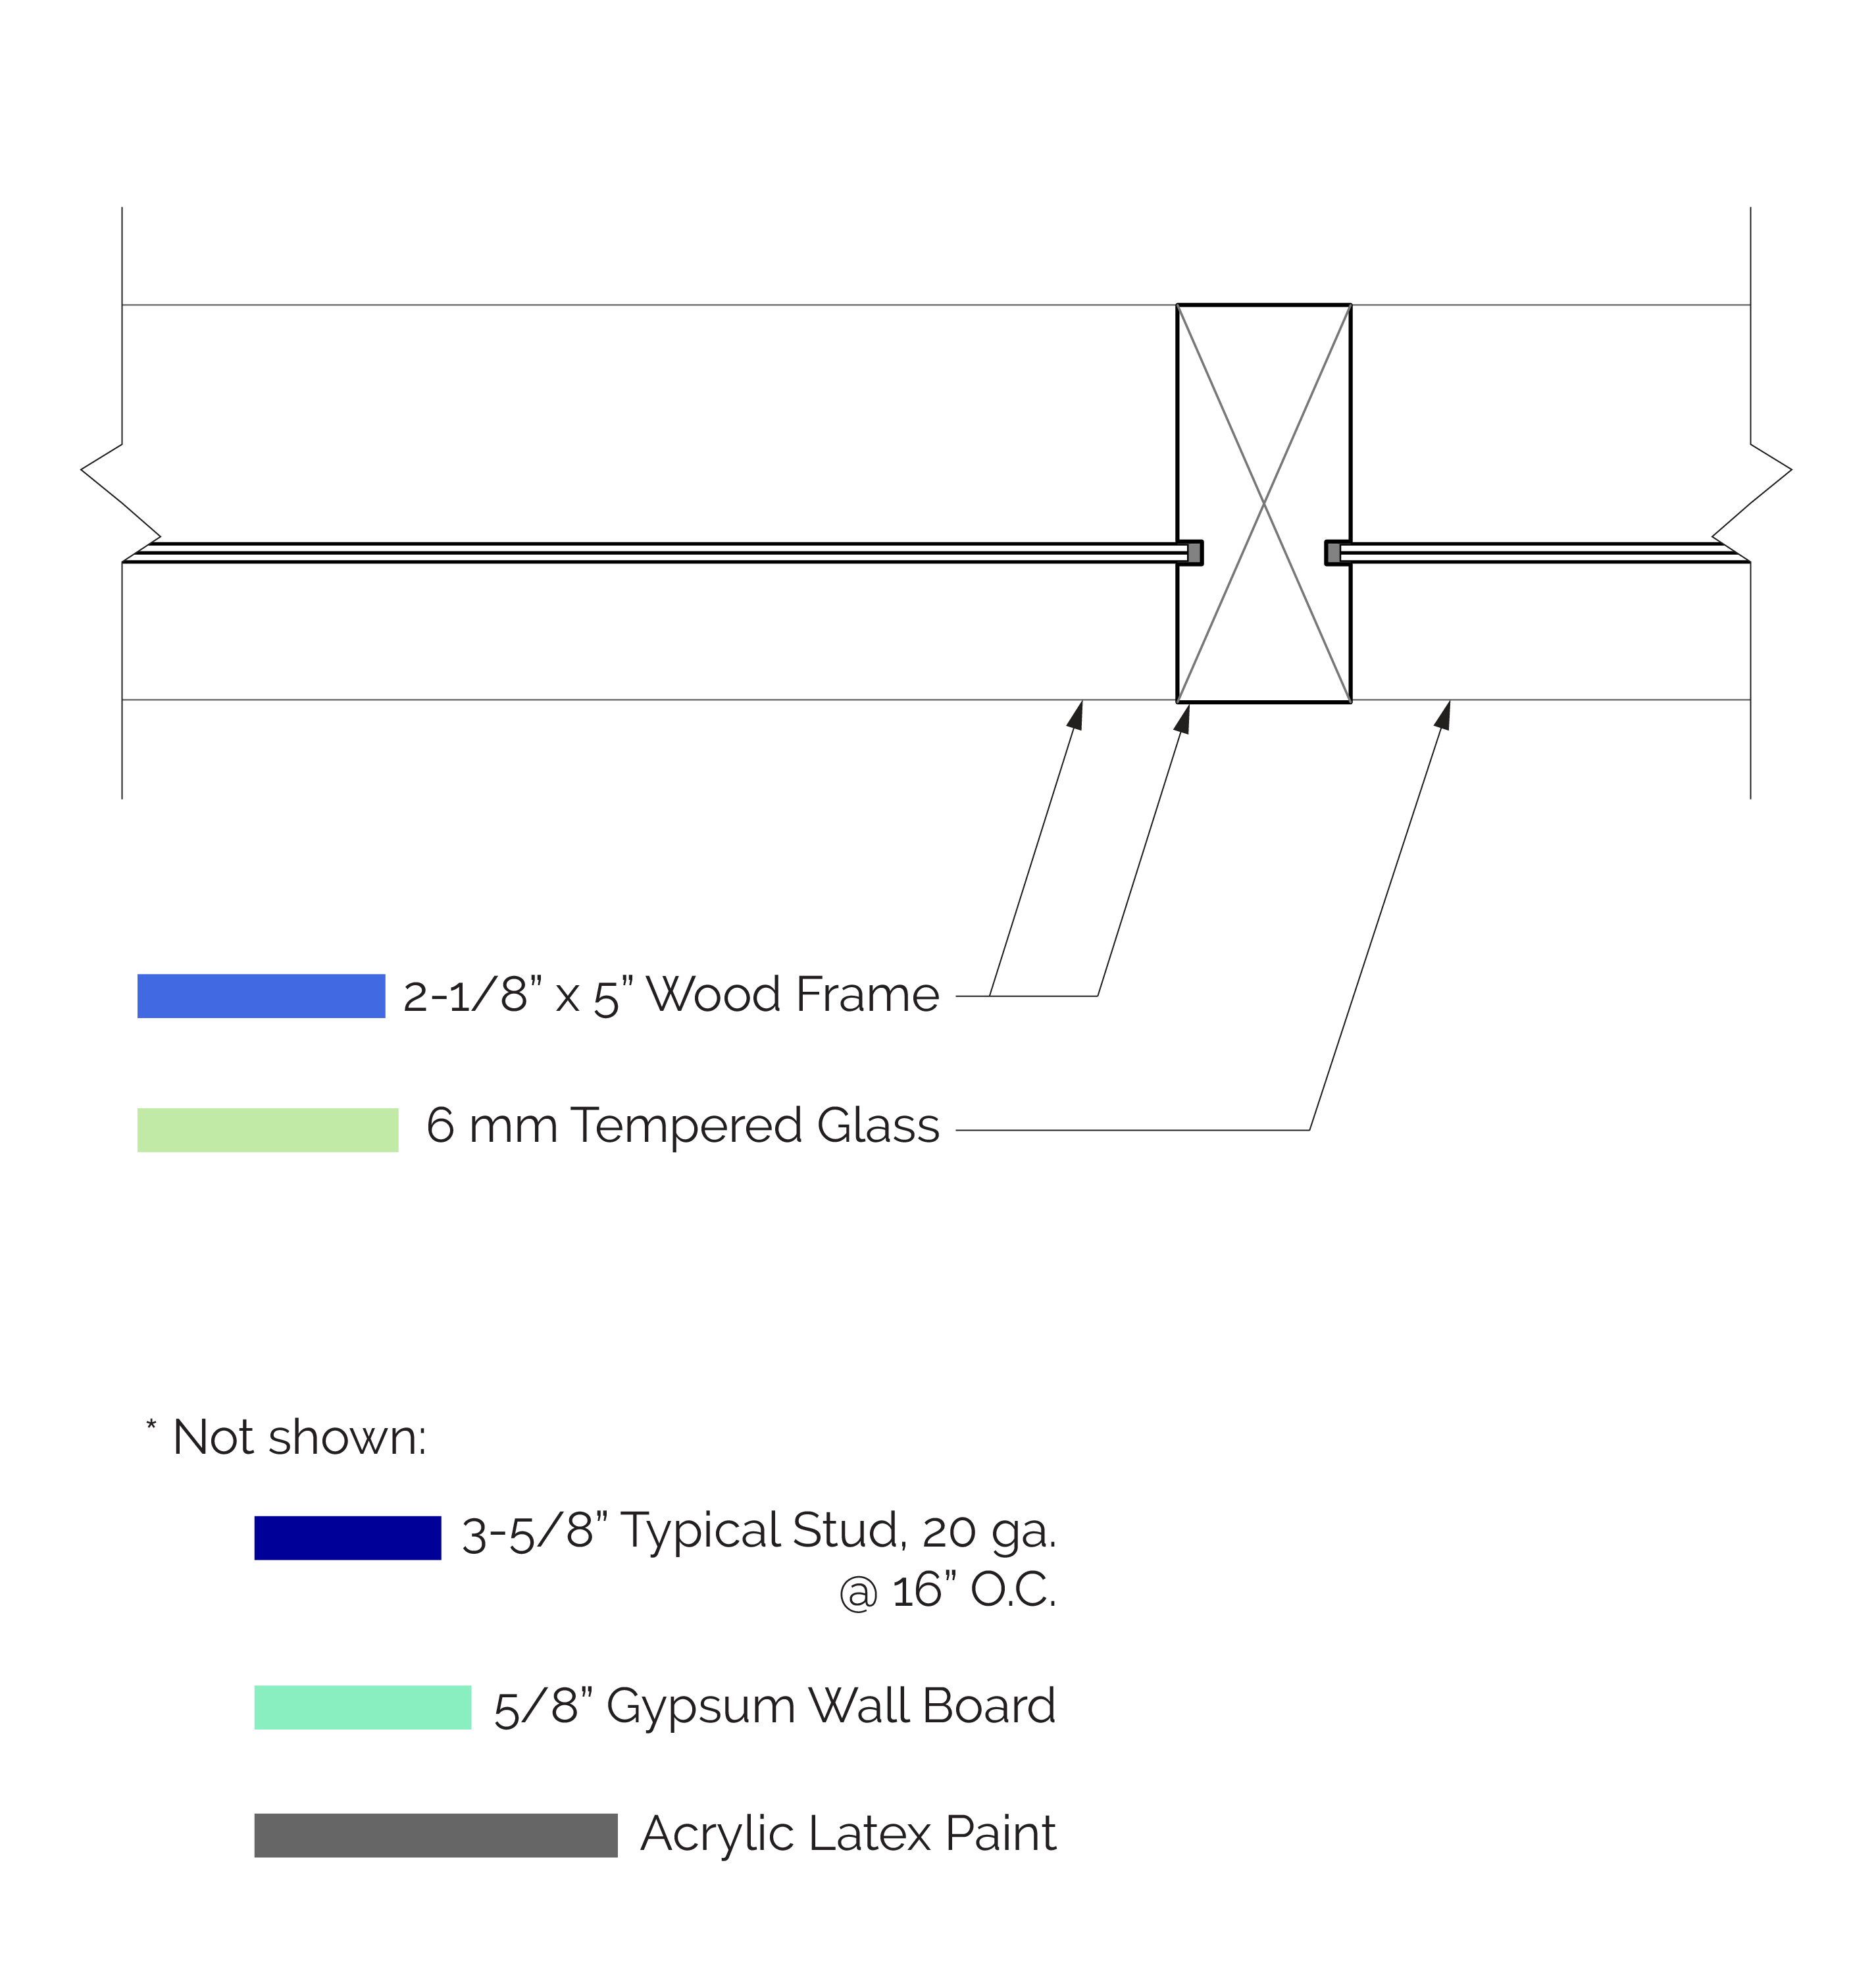 2-1/8” x 5” Wood Frame
6 mm Tempered Glass
* Not shown:
3-5/8” Typical Stud, 20 ga.
@ 16” O.C.
5/8” Gypsum Wall Board
Acrylic Latex Paint